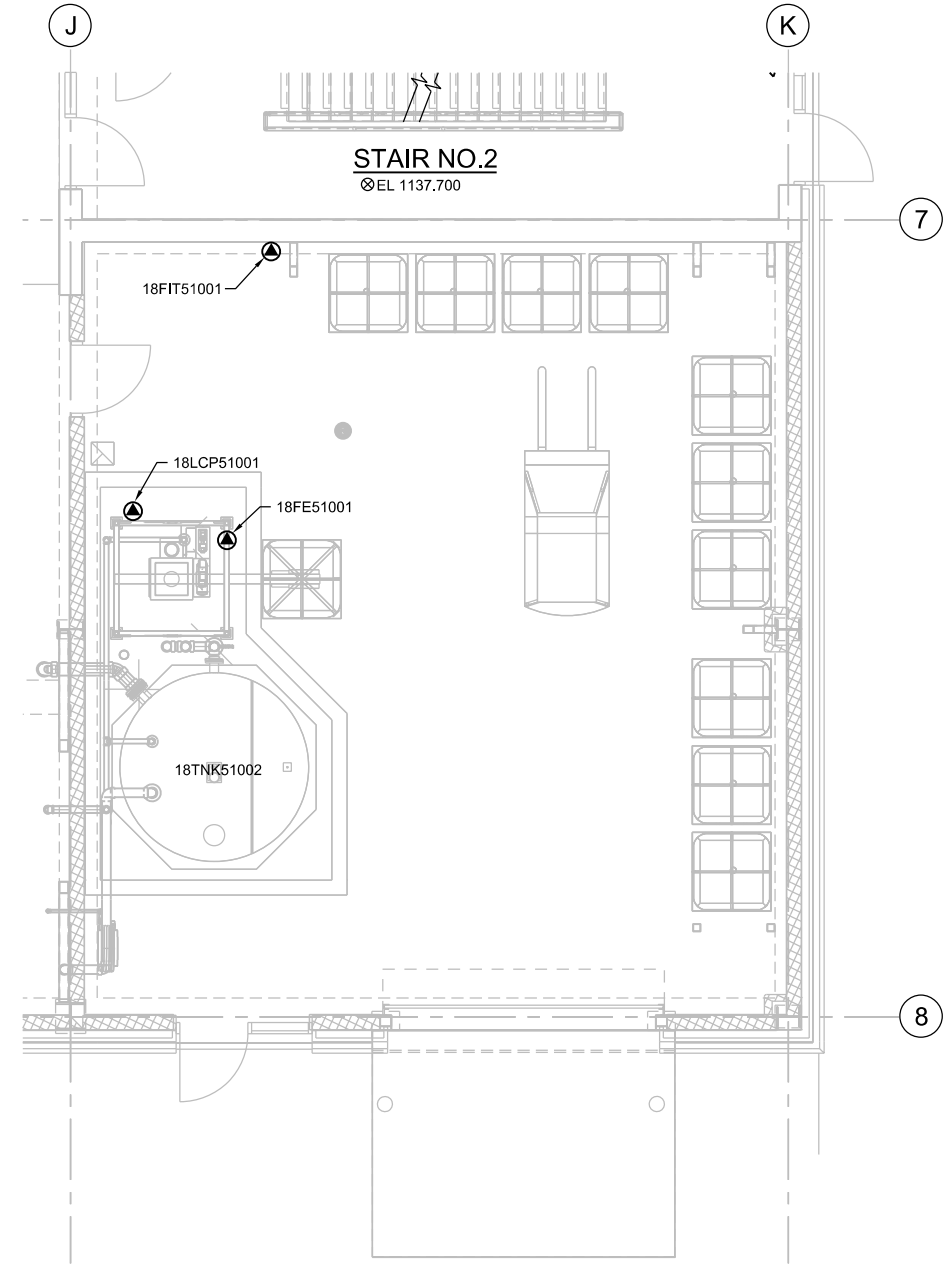 J
K
STAIR NO.2
⊗EL 1137.700
7
18FIT51001
18LCP51001
18FE51001
18TNK51002
8